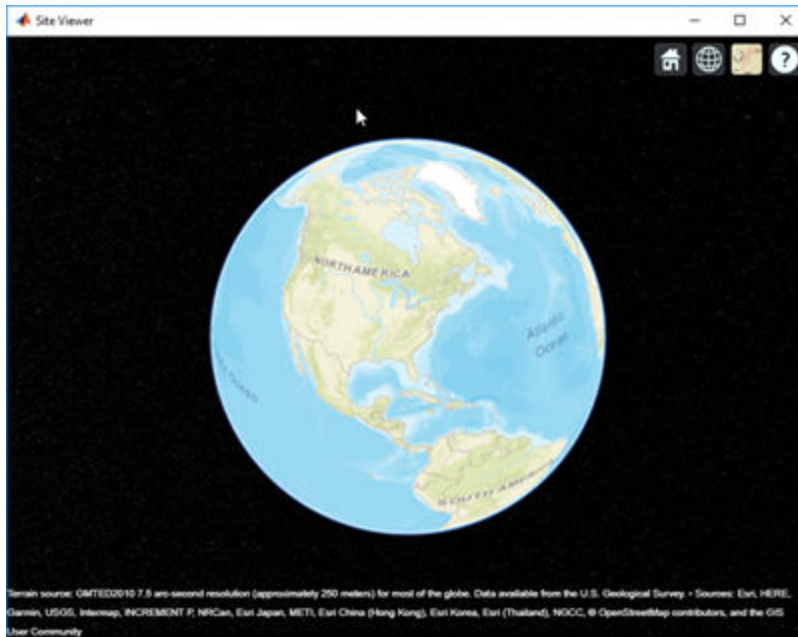 Site Viewer
?
NORTH AMERICA
Atlantic
Ocean
Ocean
SOUTH AMERICA
Terrain source: GMTED2010 7.5 arc-second resolution (approximately 250 meters) for most of the globe. Data available from the U.S. Geological Survey. • Sources: Esri, HERE,
Garmin, USGS, Intermap, INCREMENT P, NRCan, Esri Japan, METI, Esri China (Hong Kong), Esri Korea, Esri (Thailand), NGCC, © OpenStreetMap contributors, and the GIS
User Community